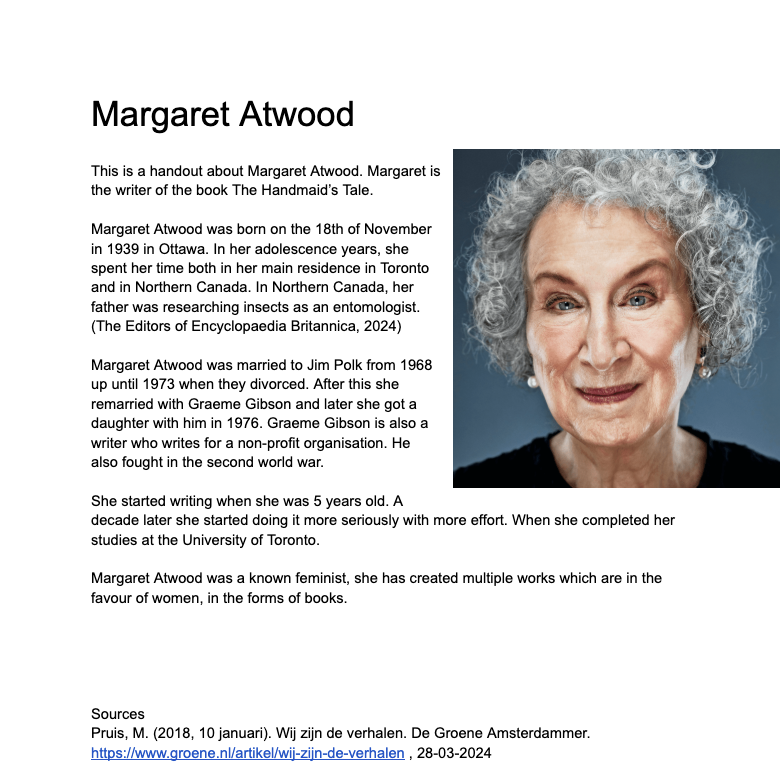 Margaret Atwood
This is a handout about Margaret Atwood. Margaret is
the writer of the book The Handmaid’s Tale.
Margaret Atwood was born on the 18th of November
in 1939 in Ottawa. In her adolescence years, she
spent her time both in her main residence in Toronto
and in Northern Canada. In Northern Canada, her
father was researching insects as an entomologist.
(The Editors of Encyclopaedia Britannica, 2024)
Margaret Atwood was married to Jim Polk from 1968
up until 1973 when they divorced. After this she
remarried with Graeme Gibson and later she got a
daughter with him in 1976. Graeme Gibson is also a
writer who writes for a non-profit organisation. He
also fought in the second world war.
She started writing when she was 5 years old. A
decade later she started doing it more seriously with more effort. When she completed her
studies at the University of Toronto.
Margaret Atwood was a known feminist, she has created multiple works which are in the
favour of women, in the forms of books.
Sources
Pruis, M. (2018, 10 januari). Wij zijn de verhalen. De Groene Amsterdammer.
https://www.groene.nl/artikel/wij-zijn-de-verhalen , 28-03-2024